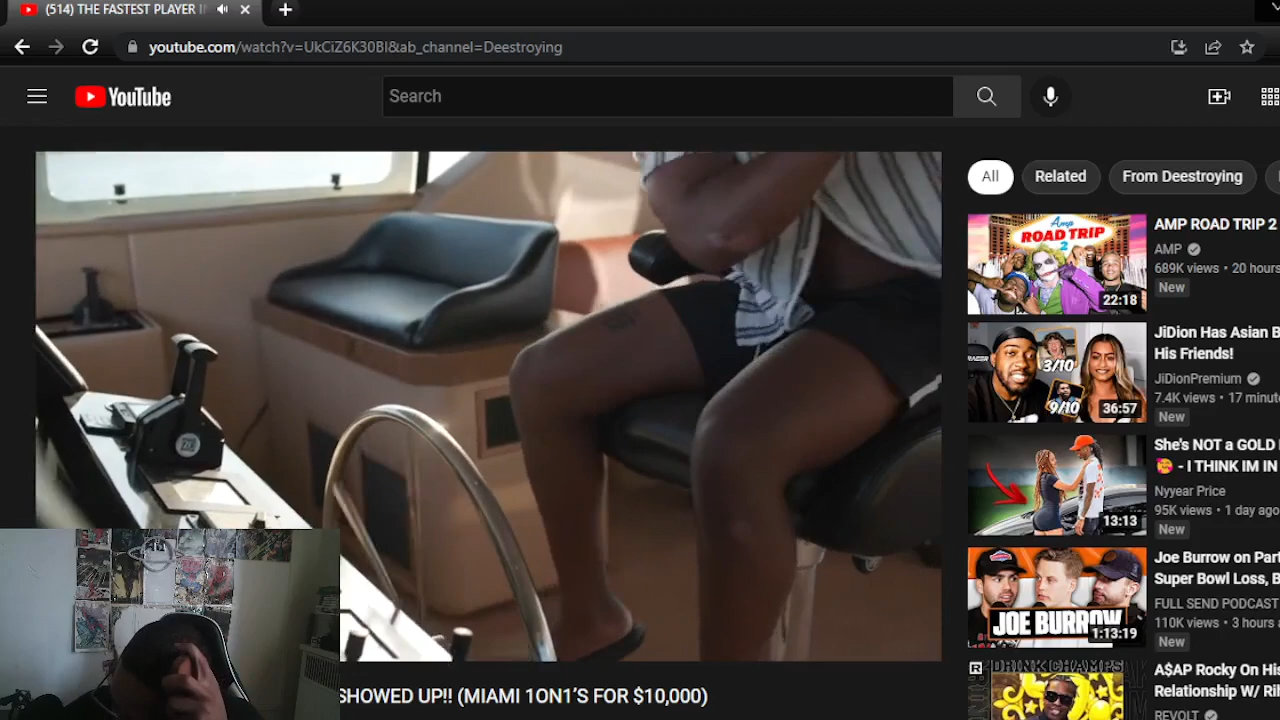 (514) THE FASTEST PLAYER I
youtube.com/watch?v=UkCiZ6K30BI&ab_channel=Deestroying
YouTube
Search
All
Related
From Deestroying
Amp
ROAD TRIP
2
22:18
AMP ROAD TRIP 2
AMP
689K views • 20 hours
New
3/10
9/10
36:57
JiDion Has Asian B
His Friends!
JiDionPremium
7.4K views • 17 minute
New
13:13
She's NOT a GOLD
🥰 - I THINK IM IN
Nyyear Price
95K views • 1 day ago
New
JOE BURROW
1:13:19
Joe Burrow on Part
Super Bowl Loss, B
FULL SEND PODCAST
110K views • 3 hours
New
R
DRINK CHAMPS
A$AP Rocky On His
Relationship W/ Rih
REVOLT
SHOWED UP!! (MIAMI 1ON1'S FOR $10,000)